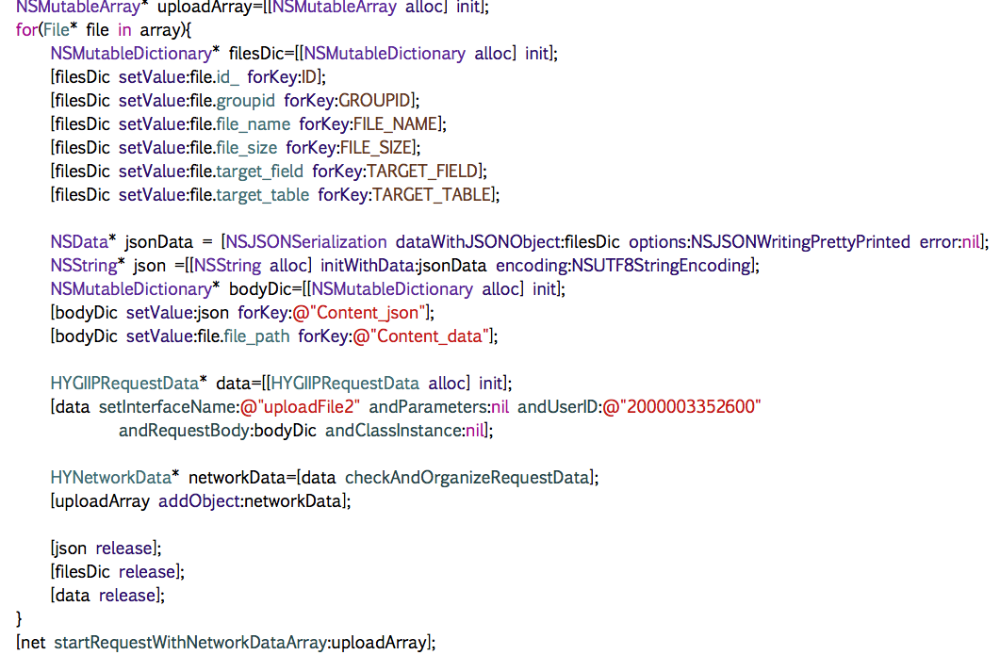 NSMutableArray* uploadArray=[[NSMutableArray alloc] init];
for(File* file in array){
NSMutableDictionary* filesDic=[[NSMutableDictionary alloc] init];
[filesDic setValue:file.id_ forKey:ID];
[filesDic setValue:file.groupid forKey:GROUPID];
[filesDic setValue:file.file_name forKey:FILE_NAME];
[filesDic setValue:file.file_size forKey:FILE_SIZE];
[filesDic setValue:file.target_field forKey:TARGET_FIELD];
[filesDic setValue:file.target_table forKey:TARGET_TABLE];
NSData* jsonData = [NSJSONSerialization dataWithJSONObject:filesDic options:NSJSONWritingPrettyPrinted error:nil];
NSString* json =[[NSString alloc] initWithData:jsonData encoding:NSUTF8StringEncoding];
NSMutableDictionary* bodyDic=[[NSMutableDictionary alloc] init];
[bodyDic setValue:json forKey:@"Content_json"];
[bodyDic setValue:file.file_path forKey:@"Content_data"];
HYGIIPRequestData* data=[[HYGIIPRequestData alloc] init];
[data setInterfaceName:@"uploadFile2" andParameters:nil andUserID:@"2000003352600"
andRequestBody:bodyDic andClassInstance:nil];
HYNetworkData* networkData=[data checkAndOrganizeRequestData];
[uploadArray addObject:networkData];
[json release];
[filesDic release];
[data release];
}
[net startRequestWithNetworkDataArray:uploadArray];